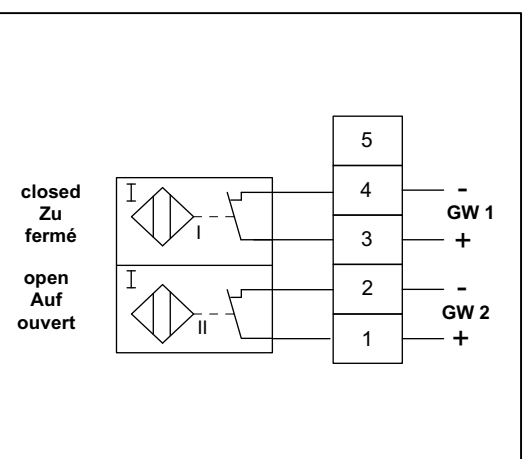 closed
Zu
fermé
open
Auf
ouvert
I
I
I
II
5
4
3
2
1
-
GW 1
+
-
GW 2
+